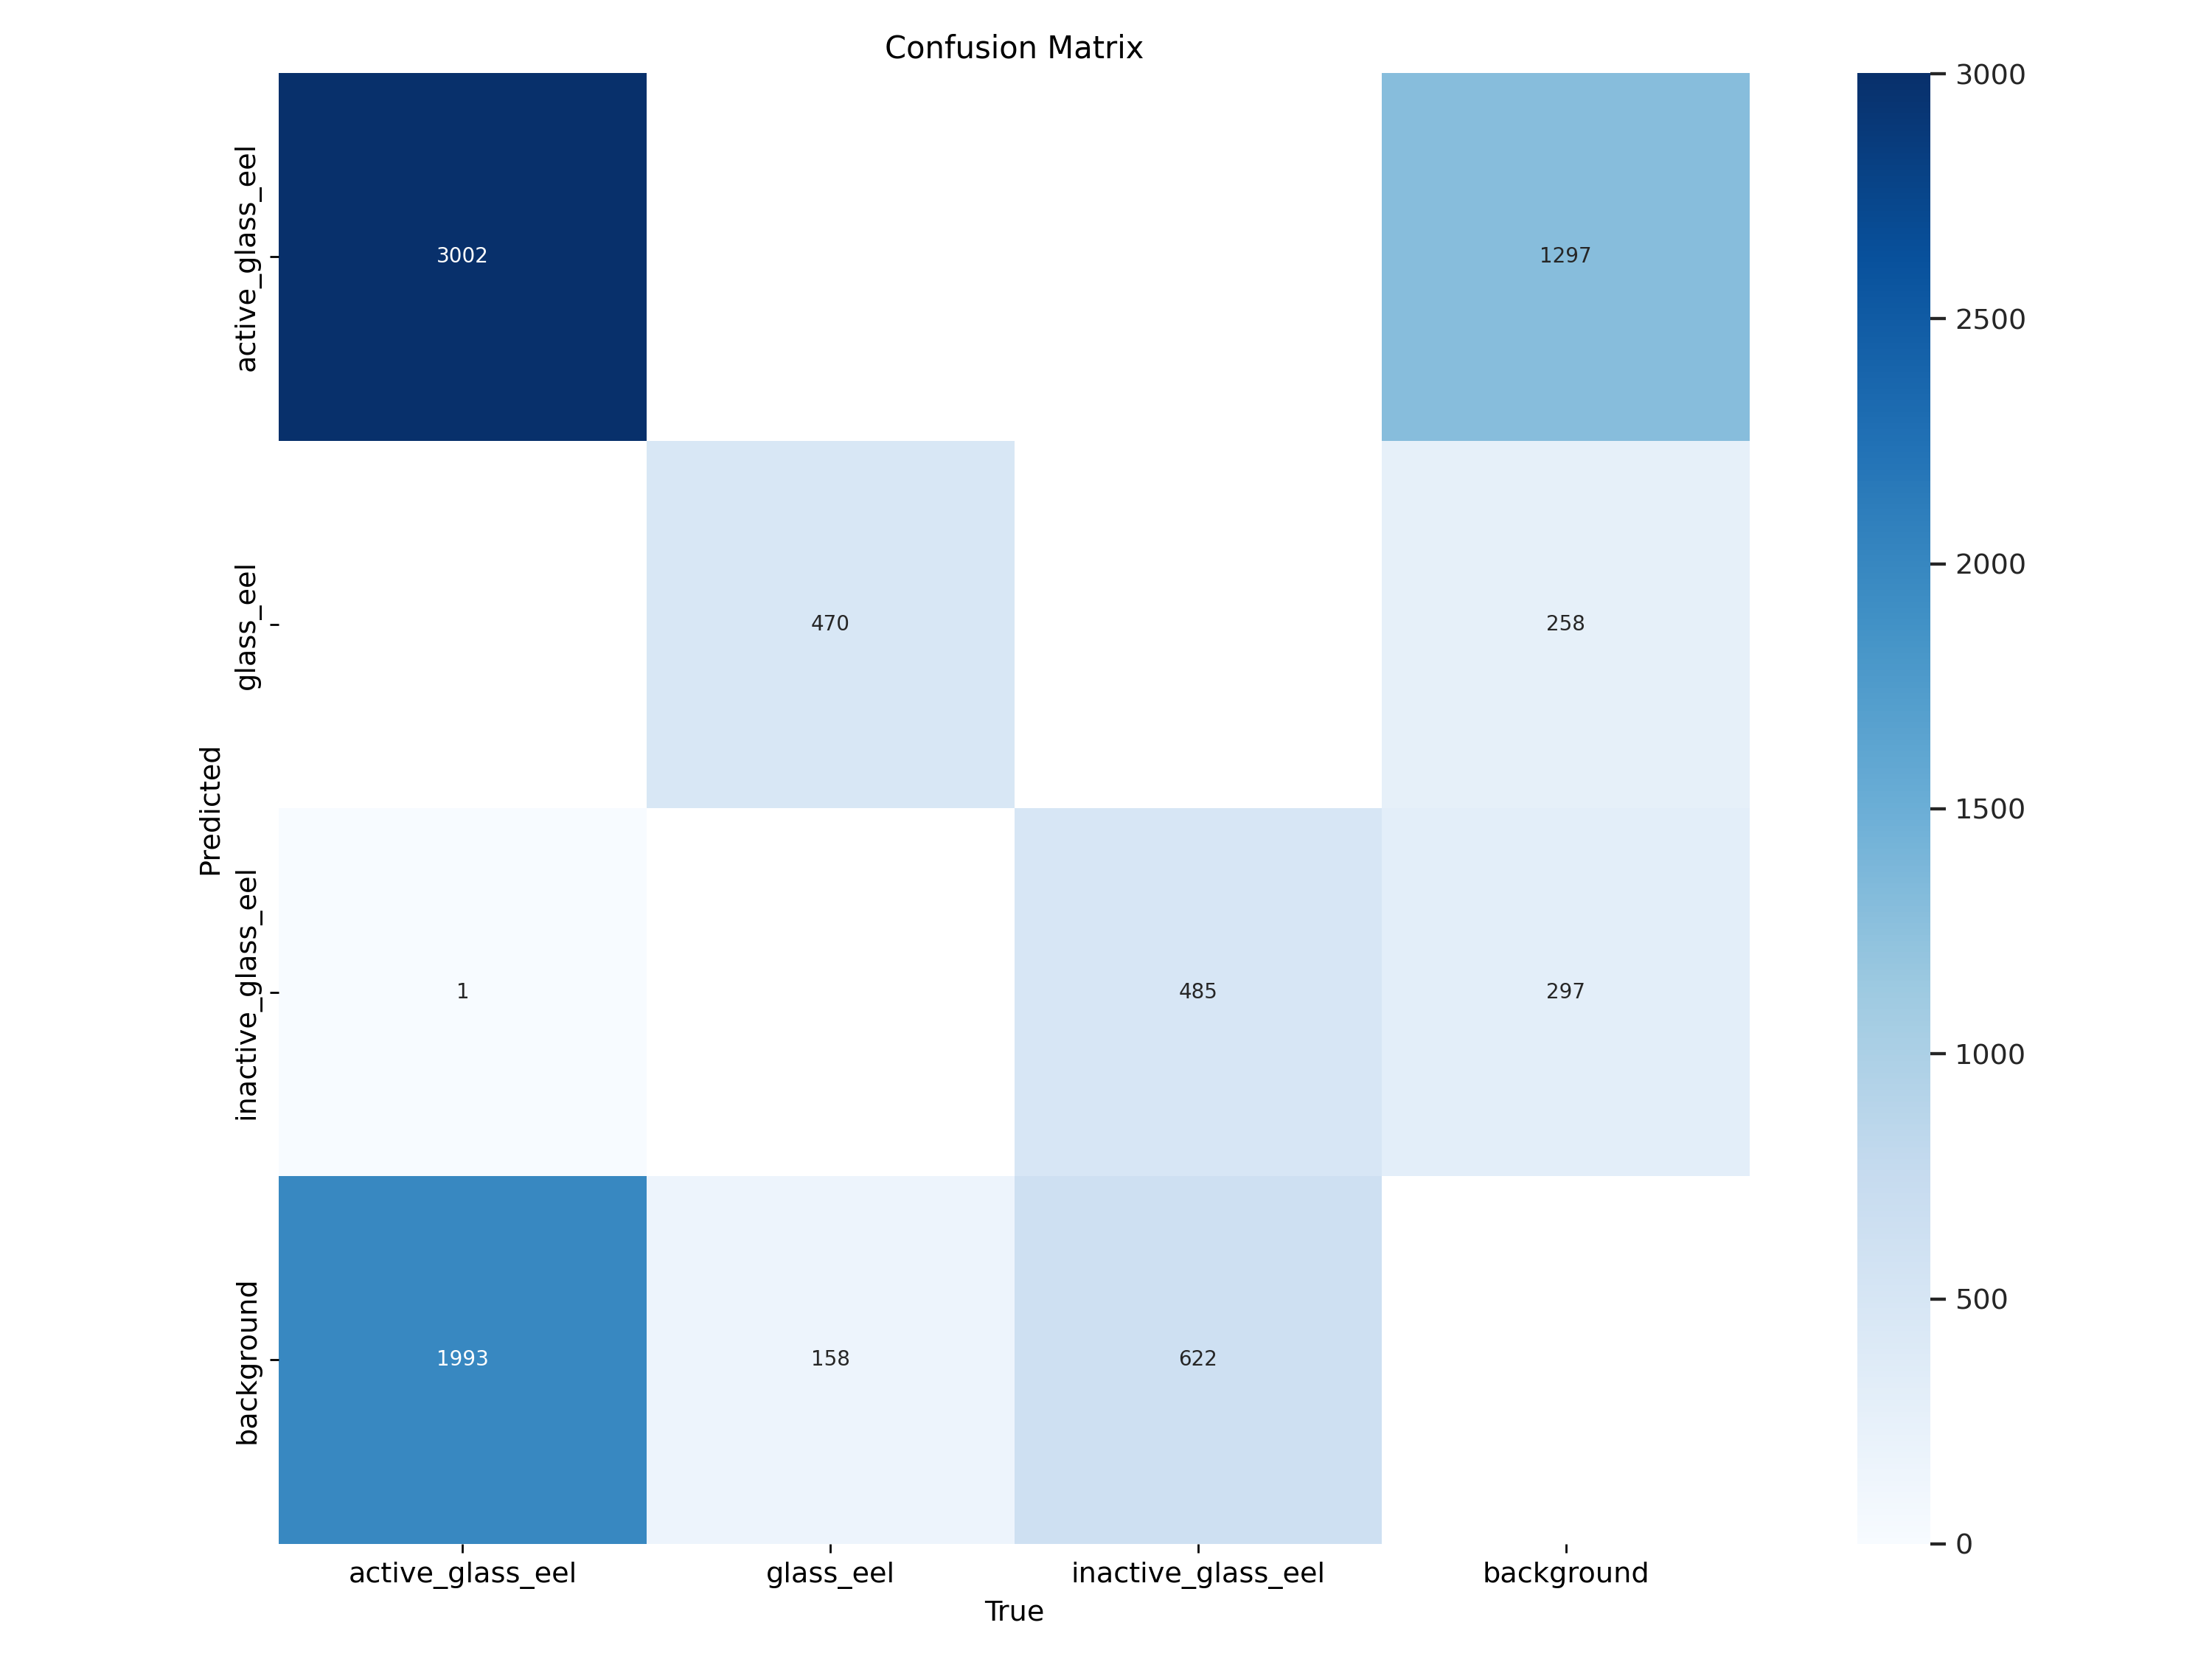 Confusion Matrix
Predicted
active_glass_eel
glass_eel
inactive_glass_eel
background
3002
1297
470
258
1
485
297
1993
158
622
active_glass_eel
glass_eel
inactive_glass_eel
background
True
3000
2500
2000
1500
1000
500
0